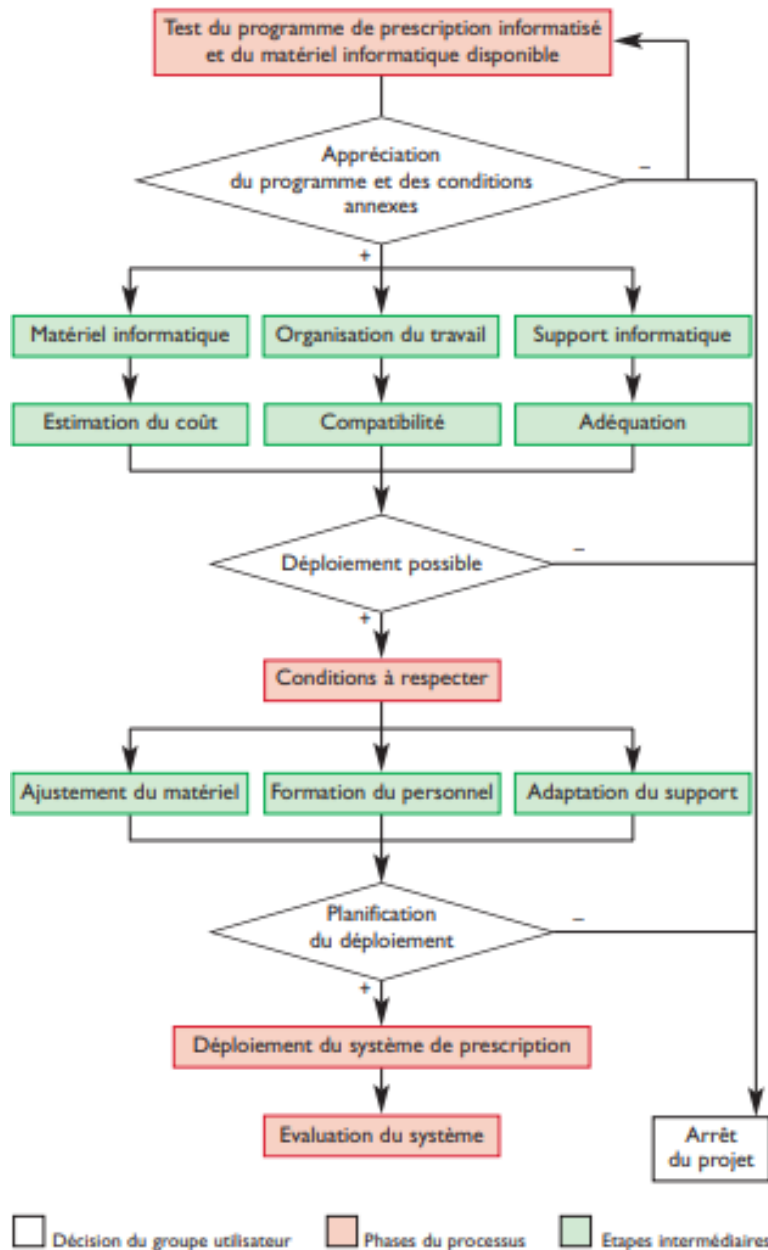 Test du programme de prescription informatisé
et du matériel informatique disponible
Appréciation
du programme et des conditions
annexes
–
+
Matériel informatique
Organisation du travail
Support informatique
Estimation du coût
Compatibilité
Adéquation
Déploiement possible
–
+
Conditions à respecter
Ajustement du matériel
Formation du personnel
Adaptation du support
Planification
du déploiement
–
+
Déploiement du système de prescription
Evaluation du système
Arrêt
du projet
Décision du groupe utilisateur
Phases du processus
Etapes intermédiaires